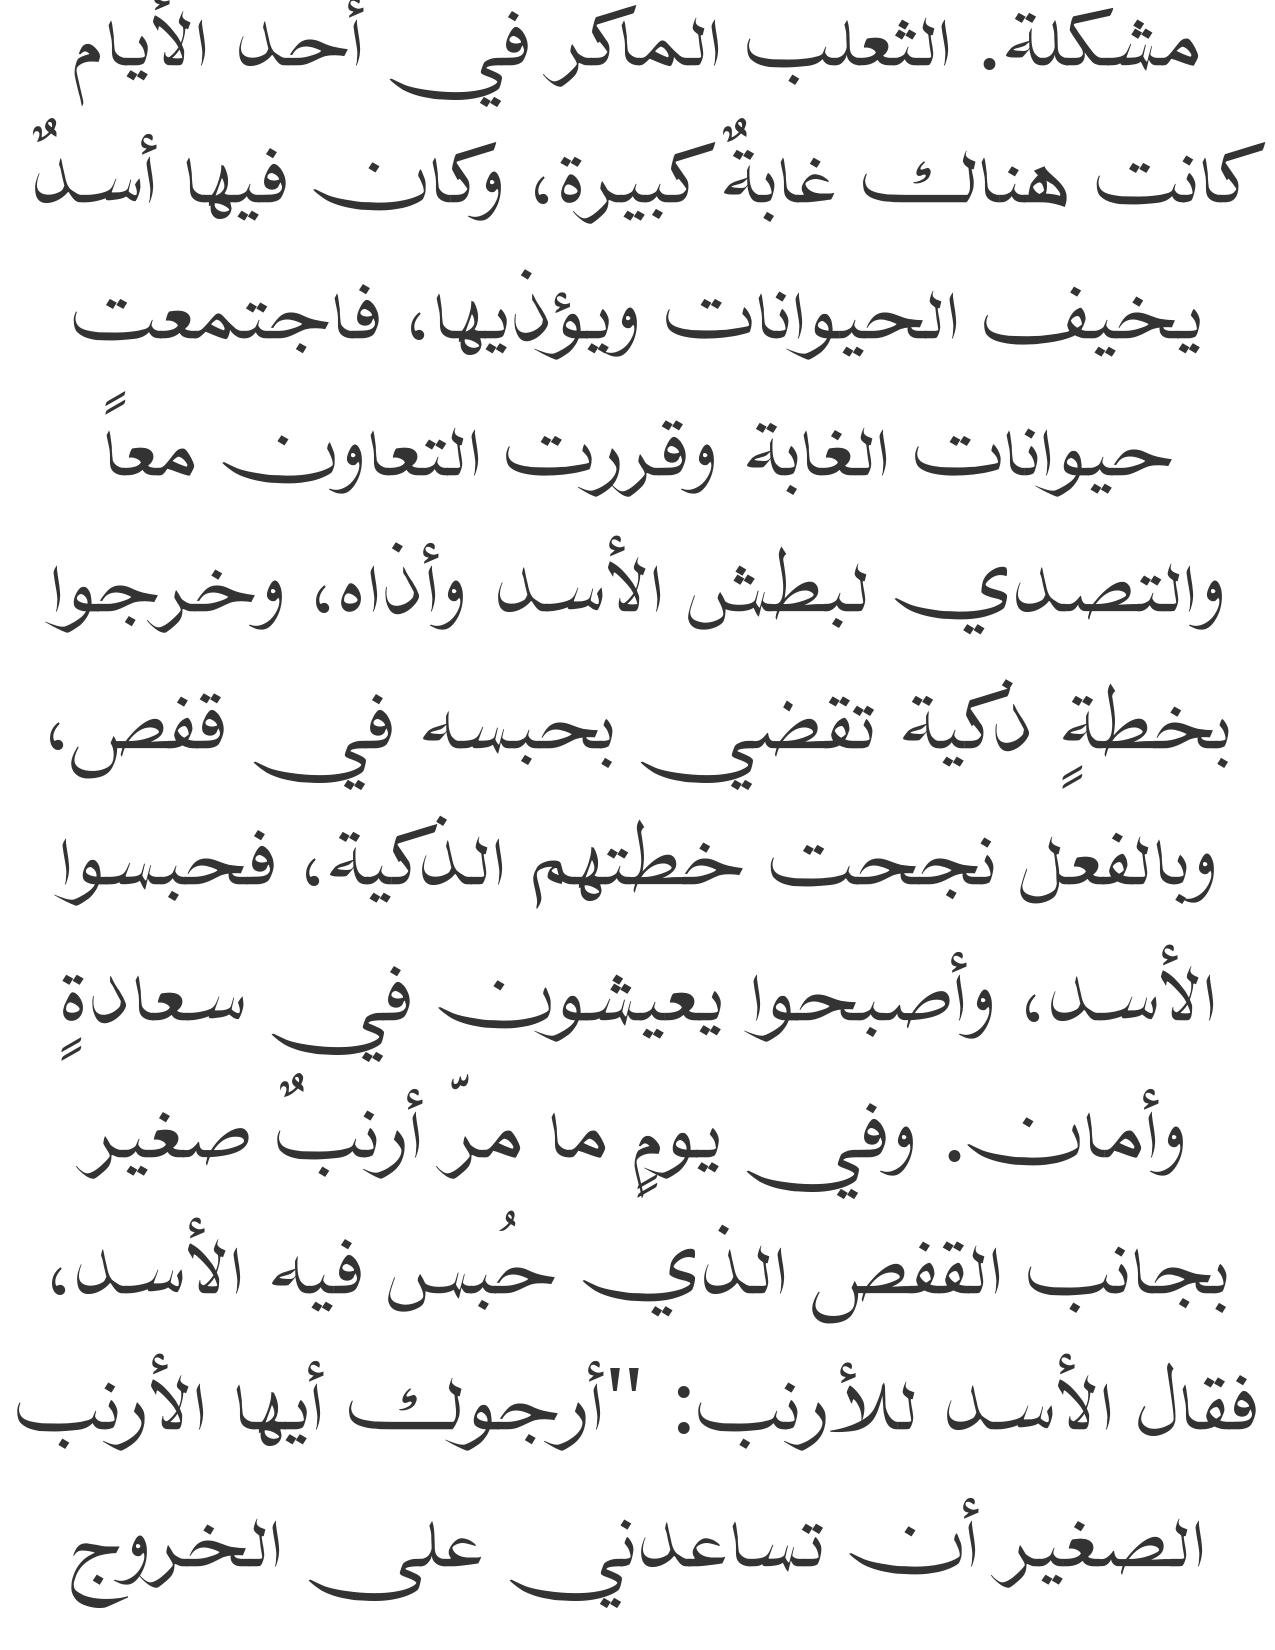 مشكلة. الثعلب الماكر في أحد الأيام
كانت هنالك غابةٌ كبيرة، وكان فيها أسدٌ
يخيف الحيوانات ويؤذيها، فاجتمعت
حيوانات الغابة وقررت التعاون معاً
والتصدي لبطش الأسد وأذاه، وخرجوا
بخطةٍ ذكية تقضي بحبسه في قفص،
وبالفعل نجحت خطتهم الذكية، فحبسوا
الأسد، وأصبحوا يعيشون في سعادةٍ
وأمان. وفي يومٍ ما مرّ أرنبٌ صغير
بجانب القفص الذي حُبس فيه الأسد،
فقال الأسد للأرنب: "أرجوك أيها الأرنب
الصغير أن تساعدني على الخروج